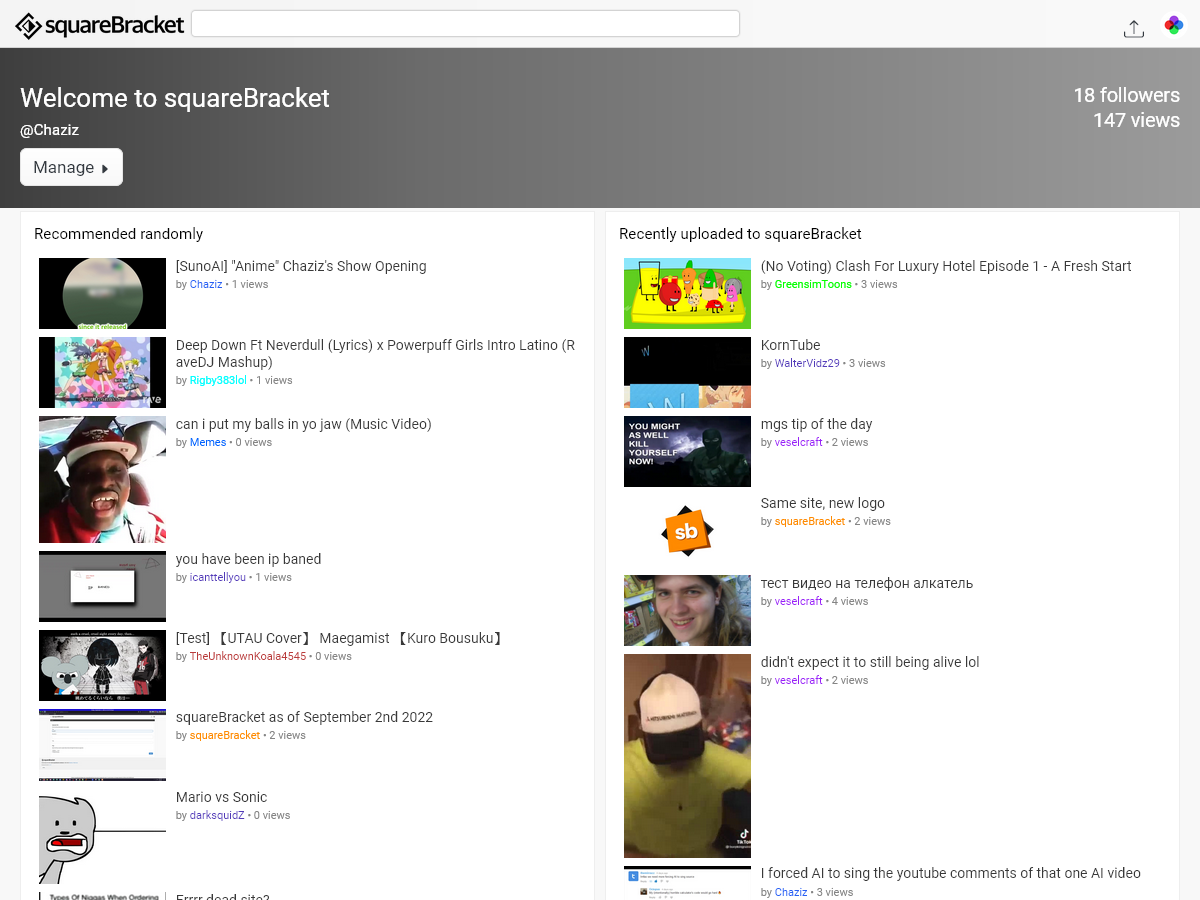 squareBracket
Welcome to squareBracket
@Chaziz
Manage
18 followers
147 views
Recommended randomly
since it released
[SunoAI] "Anime" Chaziz's Show Opening
by Chaziz • 1 views
Deep Down Ft Neverdull (Lyrics) x Powerpuff Girls Intro Latino (R
aveDJ Mashup)
by Rigby383lol • 1 views
can i put my balls in yo jaw (Music Video)
by Memes • 0 views
you have been ip baned
by icanttellyou • 1 views
[Test] 【UTAU Cover】 Maegamist 【Kuro Bousuku】
by TheUnknownKoala4545 • 0 views
squareBracket as of September 2nd 2022
by squareBracket • 2 views
Mario vs Sonic
by darksquidZ • 0 views
Types Of Niggas When Ordering
Errrr dead site?
Recently uploaded to squareBracket
(No Voting) Clash For Luxury Hotel Episode 1 - A Fresh Start
by GreensimToons • 3 views
W
W
KornTube
by WalterVidz29 • 3 views
YOU MIGHT
AS WELL
KILL
YOURSELF
NOW!
mgs tip of the day
by veselcraft • 2 views
sb
Same site, new logo
by squareBracket • 2 views
тест видео на телефон алкатель
by veselcraft • 4 views
TikTok
didn't expect it to still being alive lol
by veselcraft • 2 views
I forced AI to sing the youtube comments of that one AI video
by Chaziz • 3 views